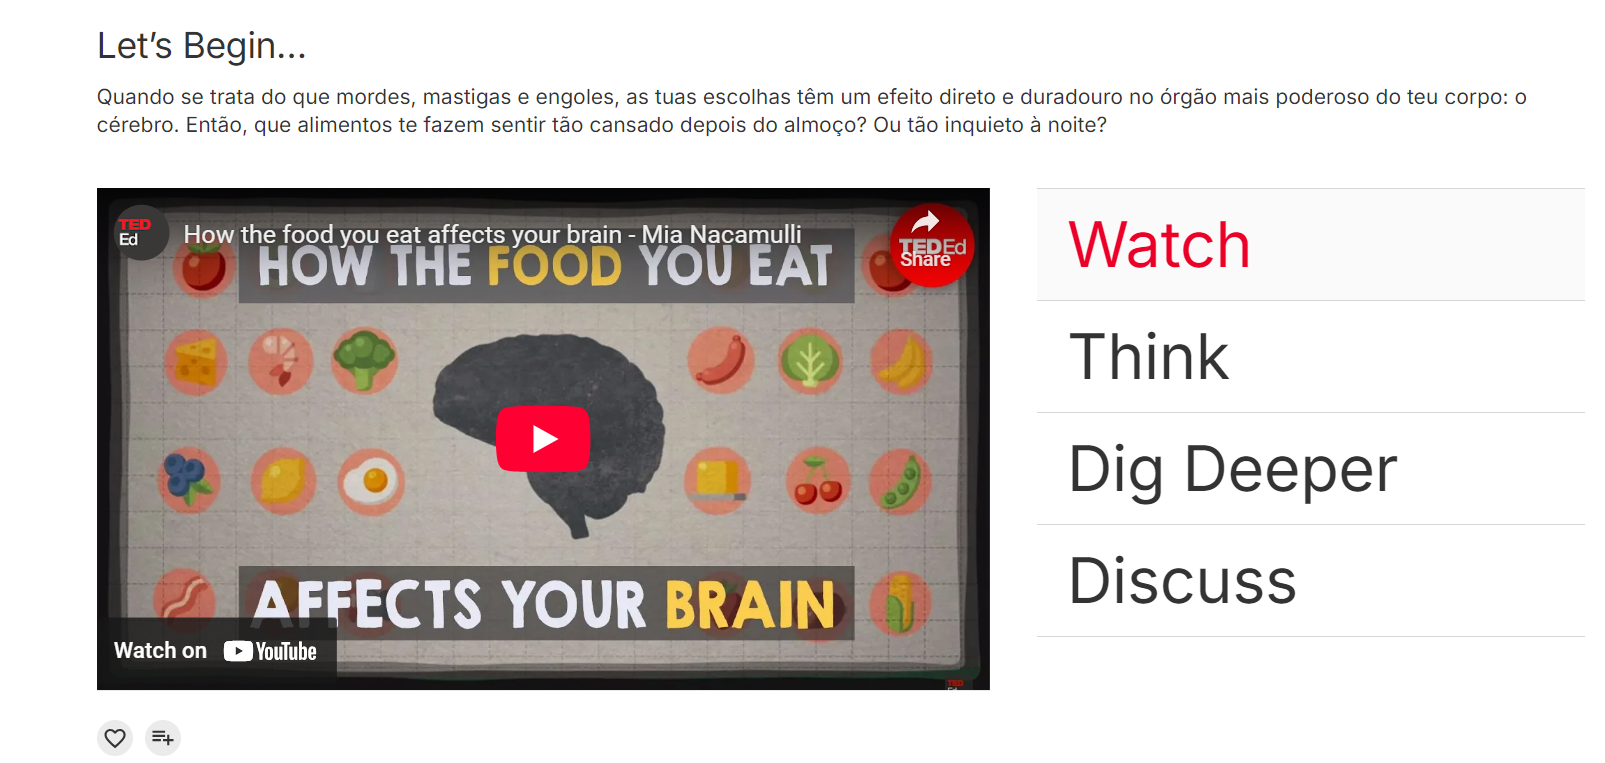 Let’s Begin…
Quando se trata do que mordes, mastigas e engoles, as tuas escolhas têm um efeito direto e duradouro no órgão mais poderoso do teu corpo: o
cérebro. Então, que alimentos te fazem sentir tão cansado depois do almoço? Ou tão inquieto à noite?
TED
Ed
How the food you eat affects your brain - Mia Nacamulli
TEDEd
Share
HOW THE FOOD YOU EAT
AFFECTS YOUR BRAIN
Watch on YouTube
TED
Ed
Watch
Think
Dig Deeper
Discuss